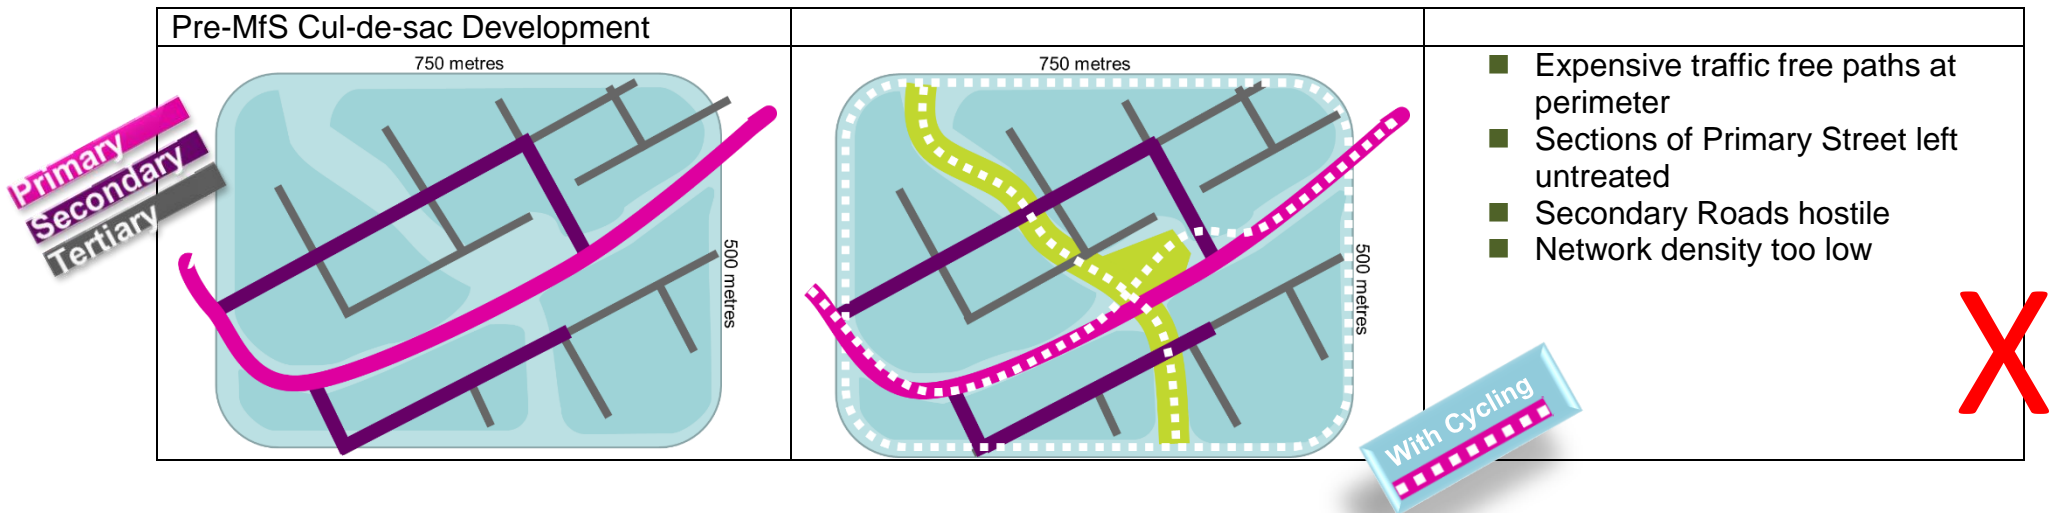 Pre-MfS Cul-de-sac Development
750 metres
500 metres
Primary
Secondary
Tertiary
750 metres
500 metres
With Cycling
Expensive traffic free paths at
perimeter
Sections of Primary Street left
untreated
Secondary Roads hostile
Network density too low
X